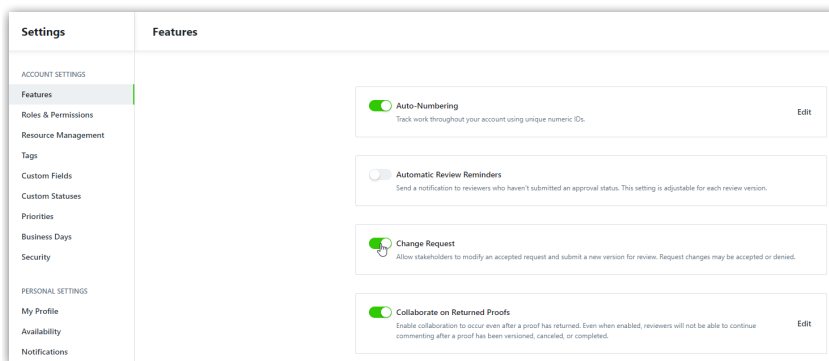 Settings
Features
ACCOUNT SETTINGS
Features
Roles & Permissions
Resource Management
Tags
Custom Fields
Custom Statuses
Priorities
Business Days
Security
PERSONAL SETTINGS
My Profile
Availability
Notifications
Auto-Numbering
Track work throughout your account using unique numeric IDs.
Edit
Automatic Review Reminders
Send a notification to reviewers who haven't submitted an approval status. This setting is adjustable for each review version.
Change Request
Allow stakeholders to modify an accepted request and submit a new version for review. Request changes may be accepted or denied.
Collaborate on Returned Proofs
Enable collaboration to occur even after a proof has returned. Even when enabled, reviewers will not be able to continue
commenting after a proof has been versioned, canceled, or completed.
Edit